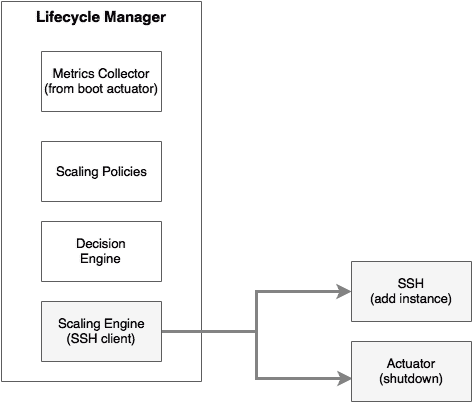 Lifecycle Manager
Metrics Collector
(from boot actuator)
Scaling Policies
Decision
Engine
Scaling Engine
(SSH client)
SSH
(add instance)
Actuator
(shutdown)